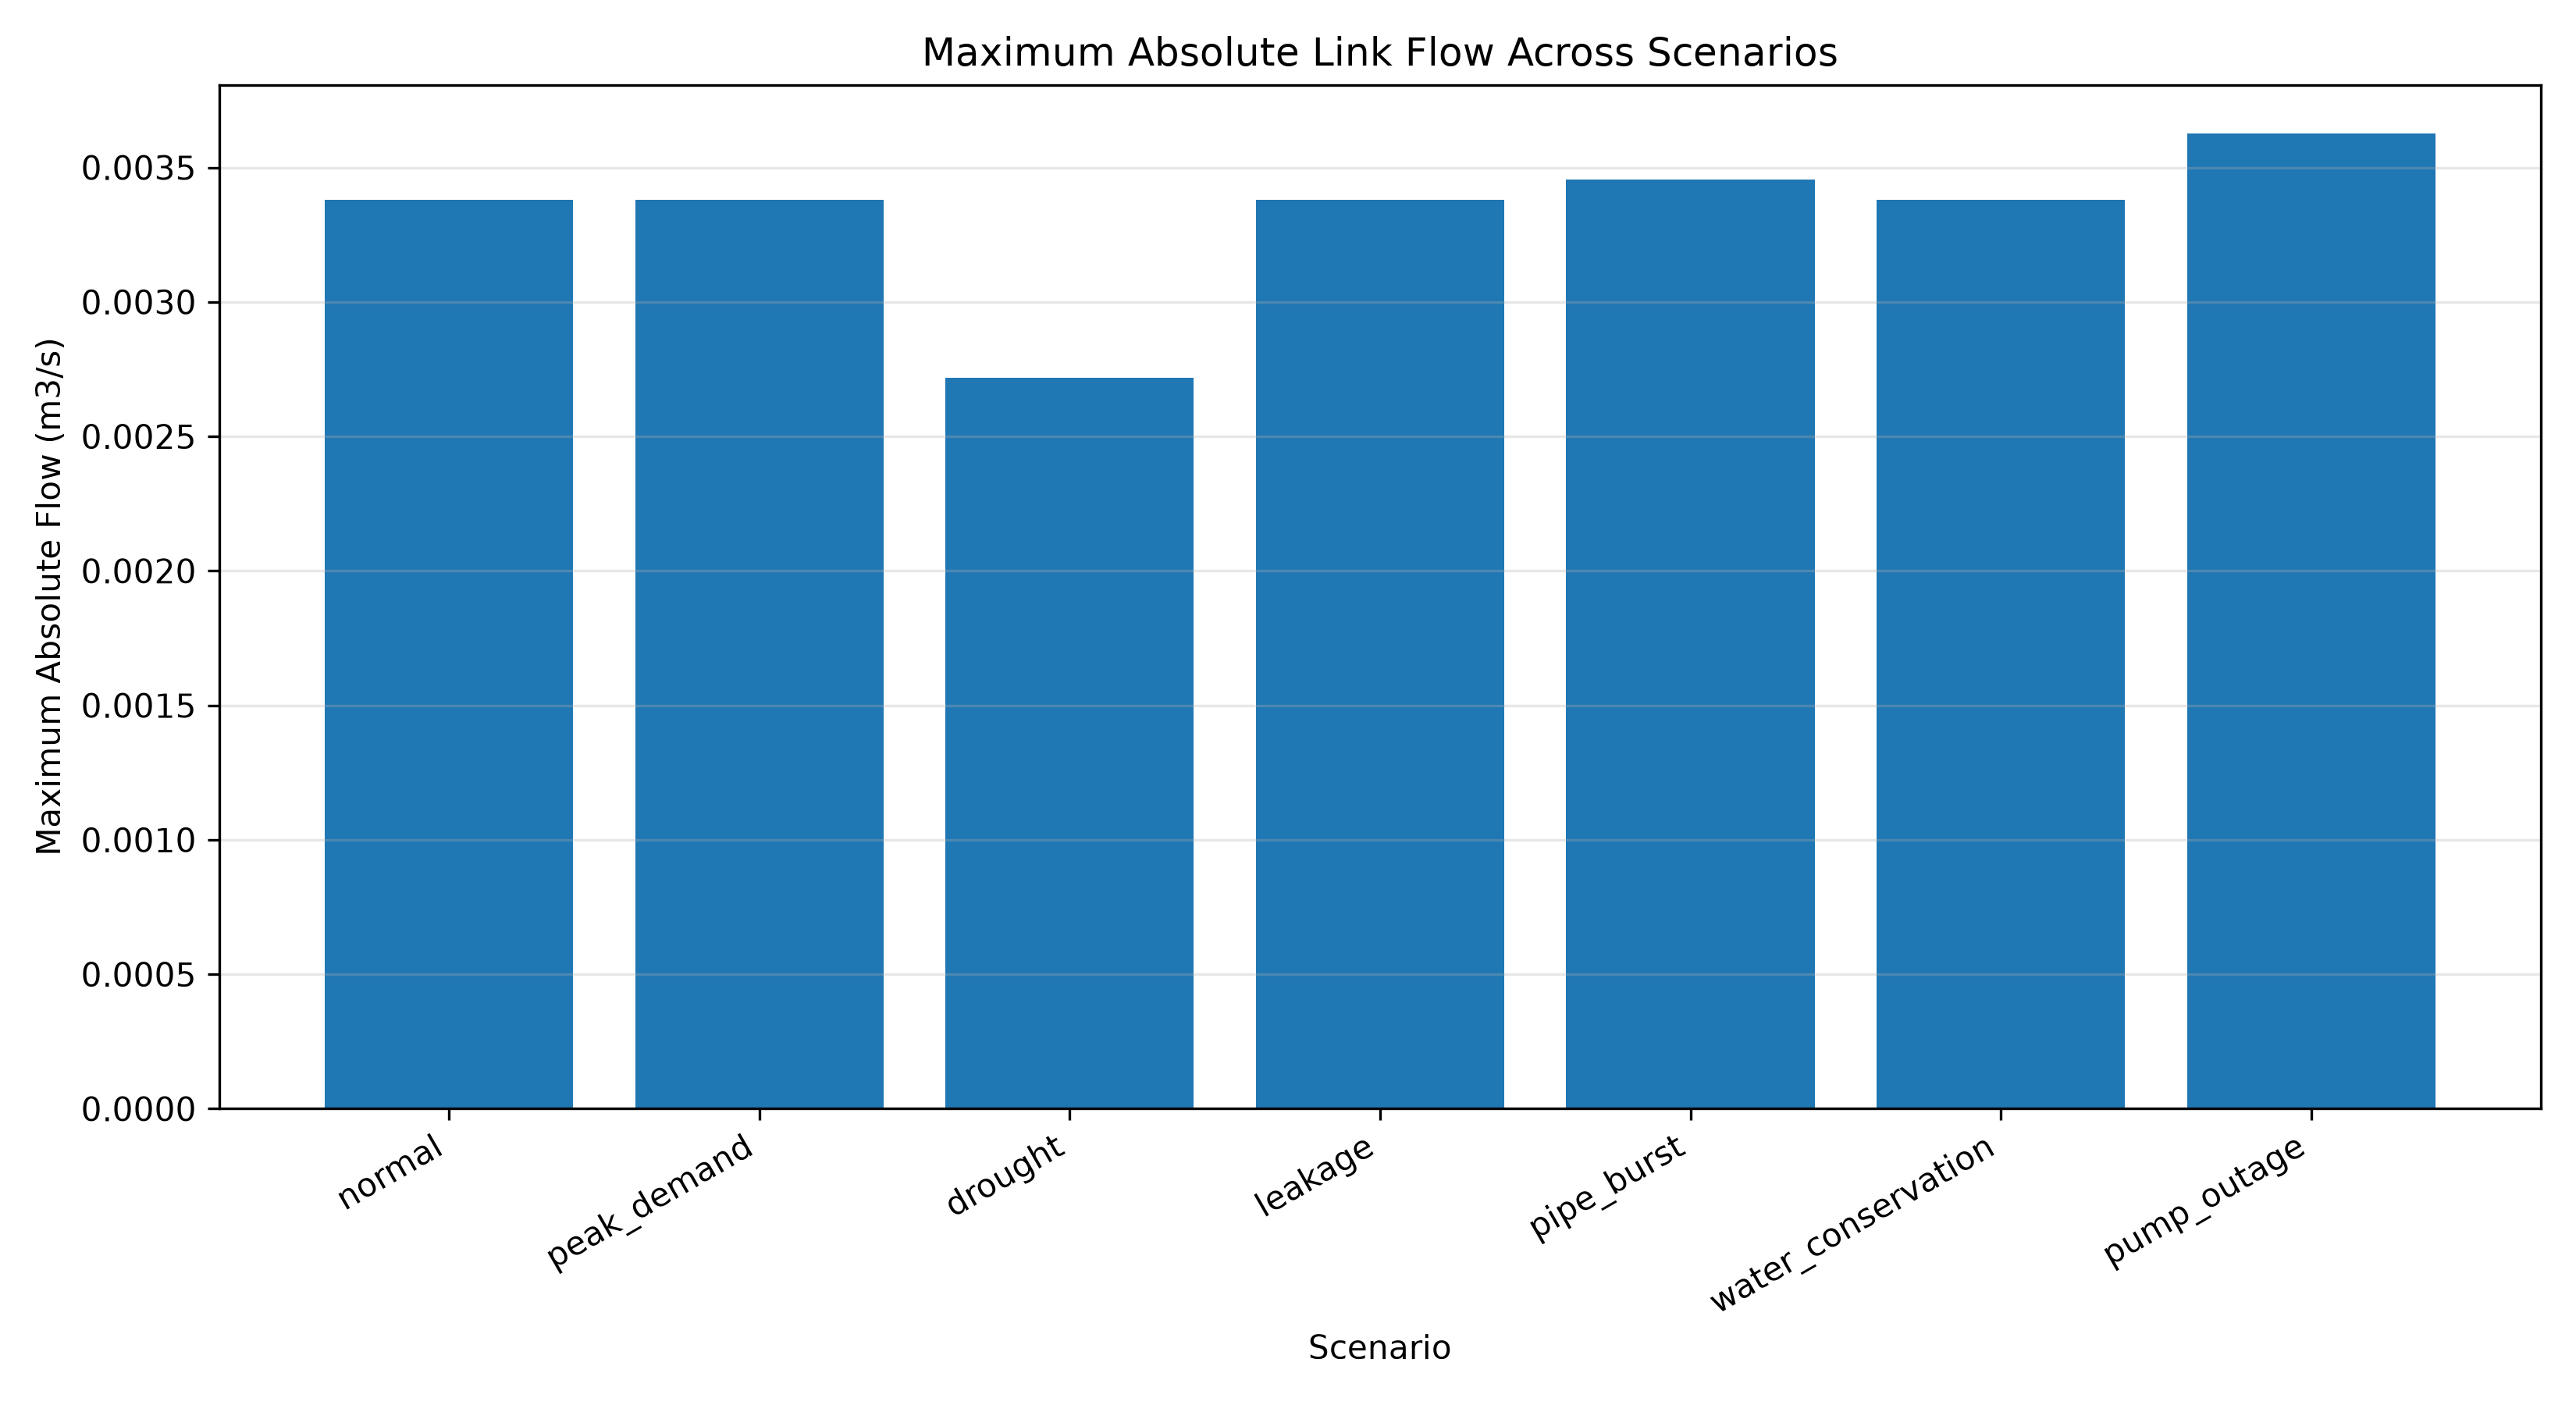 Maximum Absolute Link Flow Across Scenarios
Maximum Absolute Flow (m3/s)
0.0035
0.0030
0.0025
0.0020
0.0015
0.0010
0.0005
0.0000
normal
peak_demand
drought
leakage
pipe_burst
water_conservation
pump_outage
Scenario